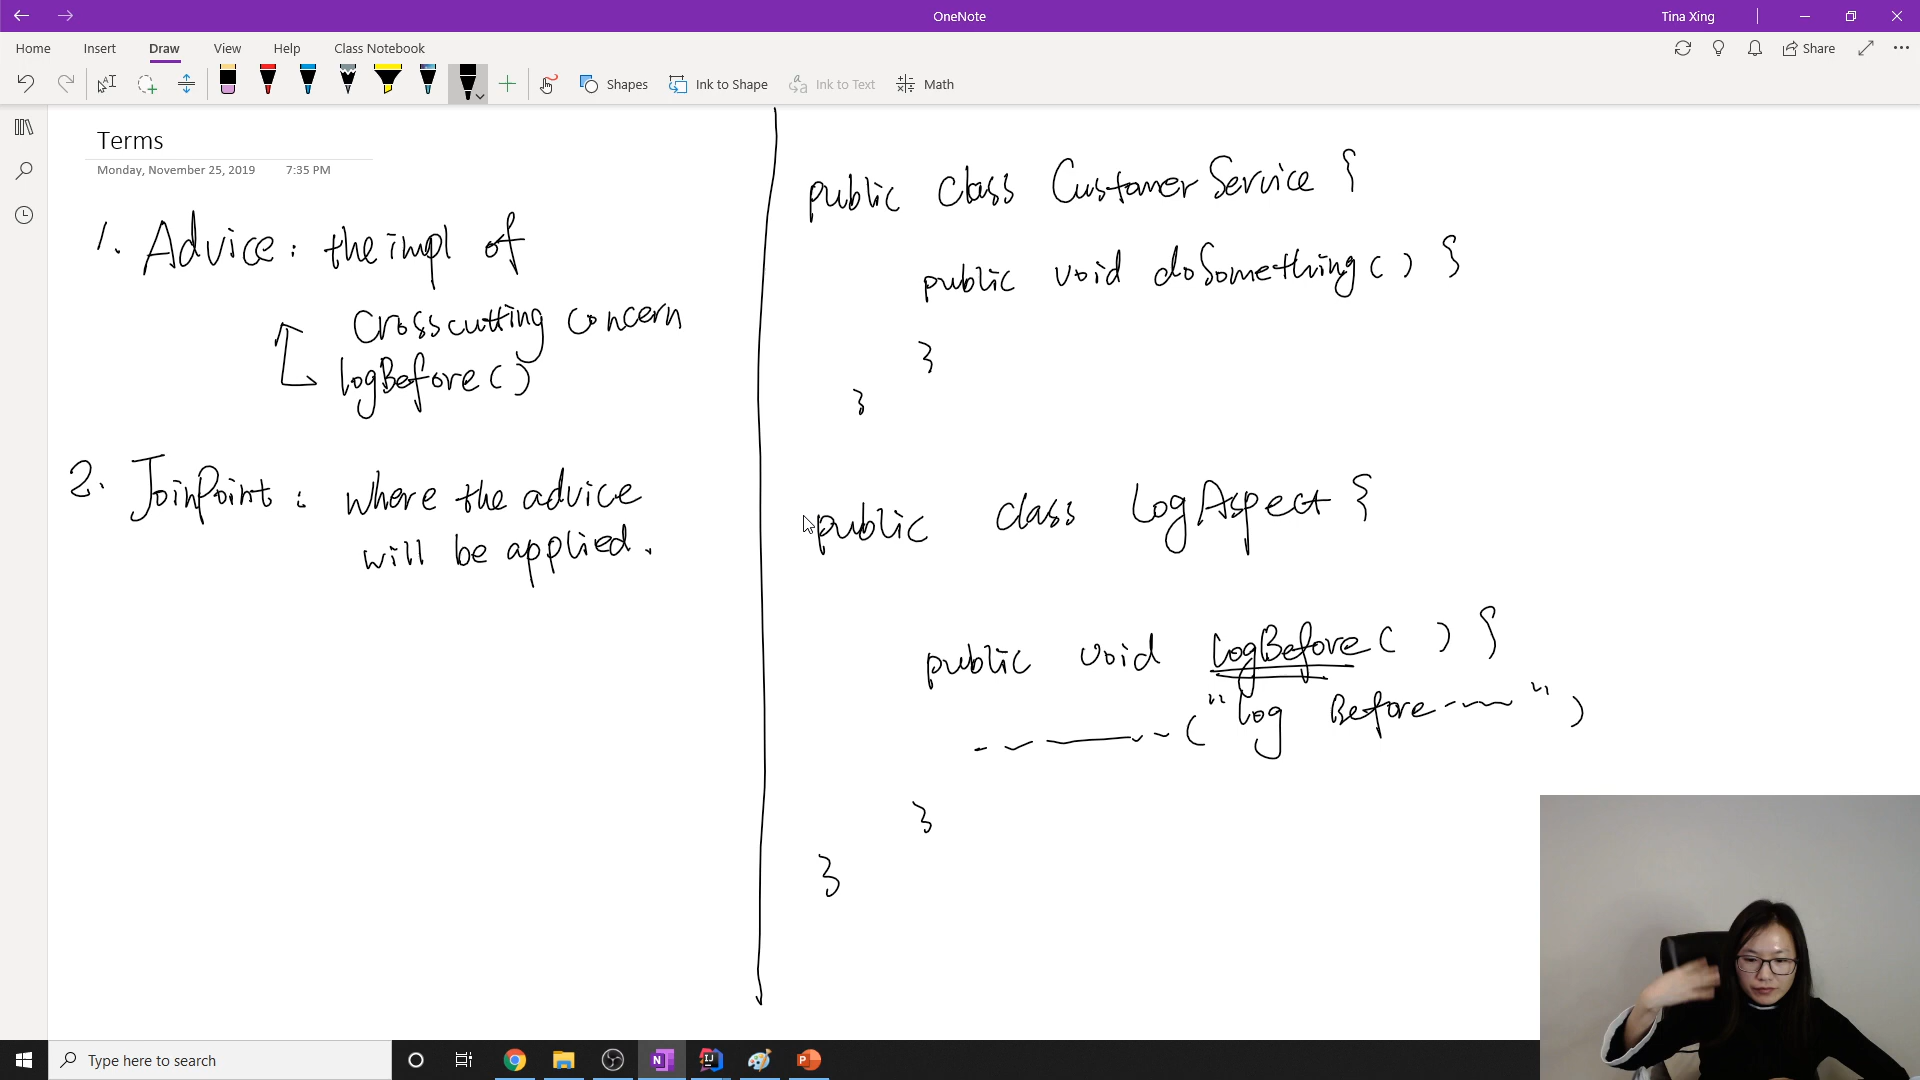 OneNote
Tina Xing
Home Insert Draw View Help Class Notebook
Share
Shapes Ink to Shape Ink to Text Math
Terms
Monday, November 25, 2019 7:35 PM
1. Advice : the impl of
Crosscutting concern
logBefore()
2. JoinPoint : where the advice
will be applied.
public class CustomerService {
public void doSomething() {
}
}
public class LogAspect {
public void logBefore( ) {
- - - - - - ("log Before-----")
}
}
Type here to search